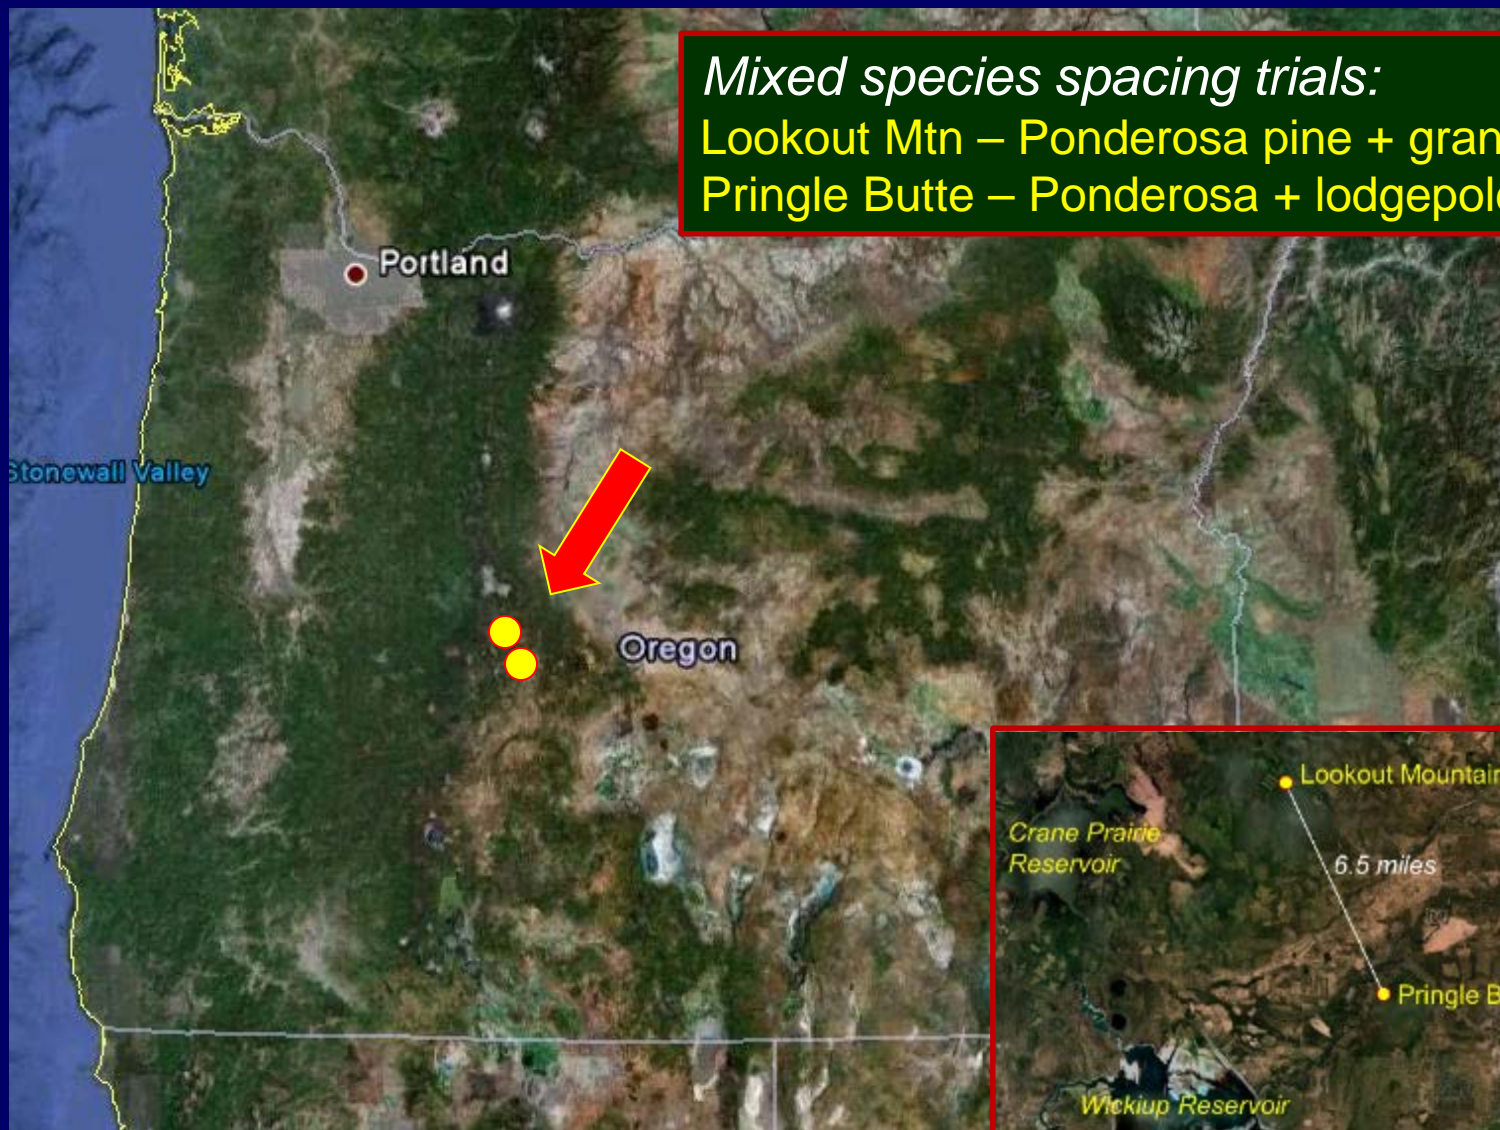 Mixed species spacing trials:
Lookout Mtn – Ponderosa pine + gran
Pringle Butte – Ponderosa + lodgepol
Portland
Stonewall Valley
Oregon
Lookout Mountain
Crane Prairie
Reservoir
6.5 miles
Pringle B
Wickiup Reservoir